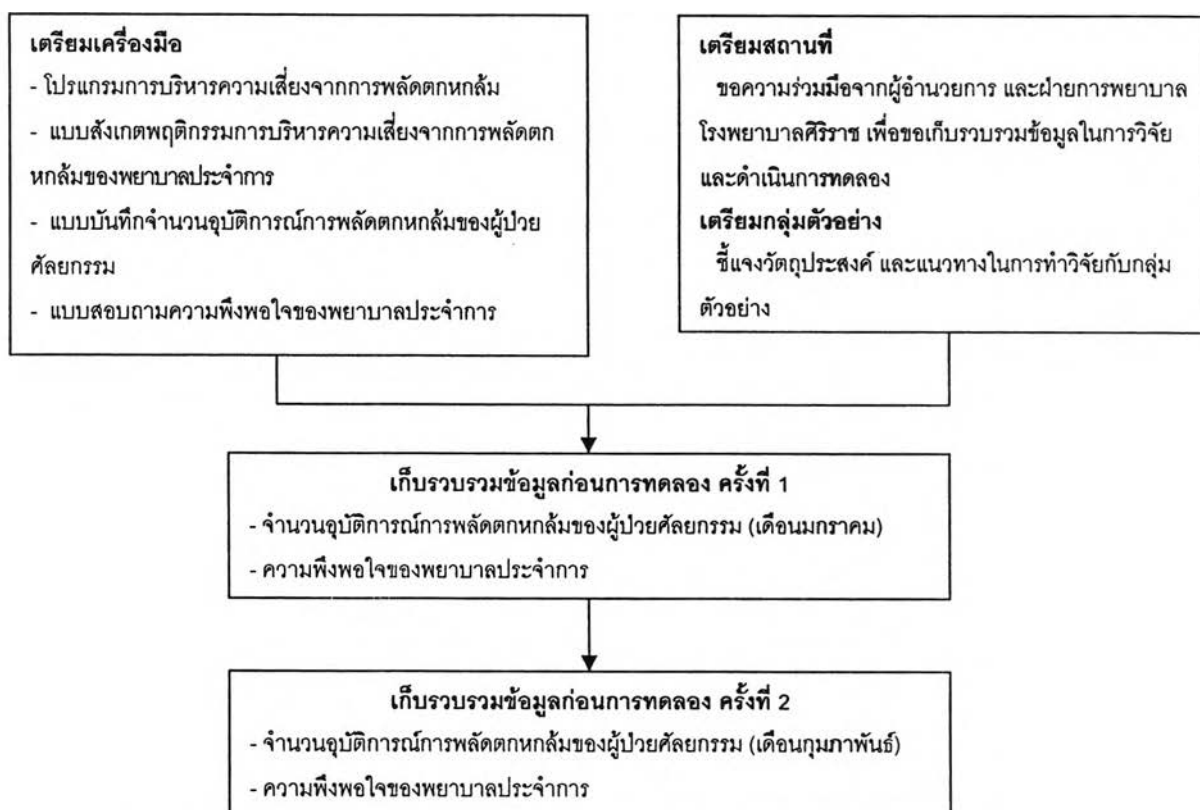 เตรียมเครื่องมือ
- โปรแกรมการบริหารความเสี่ยงจากการพลัดตกหกล้ม
- แบบสังเกตพฤติกรรมการบริหารความเสี่ยงจากการพลัดตก
หกล้มของพยาบาลประจำการ
- แบบบันทึกจำนวนอุบัติการณ์การพลัดตกหกล้มของผู้ป่วย
ศัลยกรรม
- แบบสอบถามความพึงพอใจของพยาบาลประจำการ
เตรียมสถานที่
ขอความร่วมมือจากผู้อำนวยการ และฝ่ายการพยาบาล
โรงพยาบาลศิริราช เพื่อขอเก็บรวบรวมข้อมูลในการวิจัย
และดำเนินการทดลอง
เตรียมกลุ่มตัวอย่าง
ชี้แจงวัตถุประสงค์ และแนวทางในการทำวิจัยกับกลุ่ม
ตัวอย่าง
เก็บรวบรวมข้อมูลก่อนการทดลอง ครั้งที่ 1
- จำนวนอุบัติการณ์การพลัดตกหกล้มของผู้ป่วยศัลยกรรม (เดือนมกราคม)
- ความพึงพอใจของพยาบาลประจำการ
เก็บรวบรวมข้อมูลก่อนการทดลอง ครั้งที่ 2
- จำนวนอุบัติการณ์การพลัดตกหกล้มของผู้ป่วยศัลยกรรม (เดือนกุมภาพันธ์)
- ความพึงพอใจของพยาบาลประจำการ